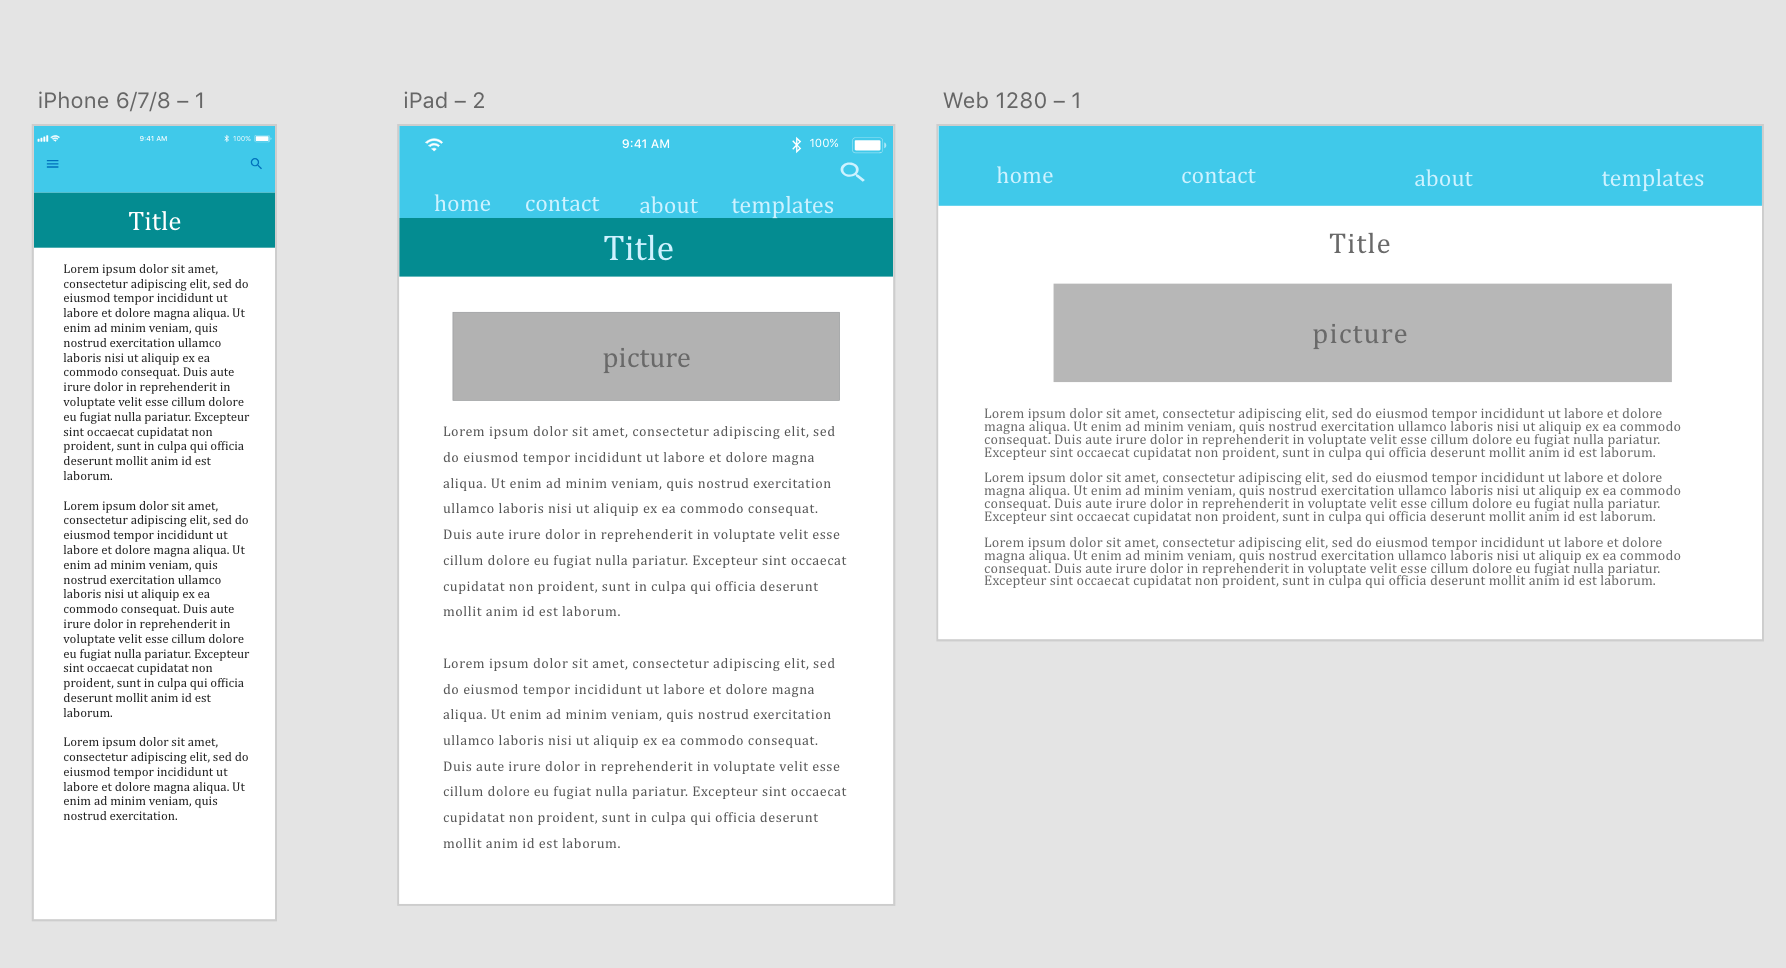 iPhone 6/7/8 – 1
9:41 AM
100%
Title
Lorem ipsum dolor sit amet,
consectetur adipiscing elit, sed do
eiusmod tempor incididunt ut
labore et dolore magna aliqua. Ut
enim ad minim veniam, quis
nostrud exercitation ullamco
laboris nisi ut aliquip ex ea
commodo consequat. Duis aute
irure dolor in reprehenderit in
voluptate velit esse cillum dolore
eu fugiat nulla pariatur. Excepteur
sint occaecat cupidatat non
proident, sunt in culpa qui officia
deserunt mollit anim id est
laborum.
Lorem ipsum dolor sit amet,
consectetur adipiscing elit, sed do
eiusmod tempor incididunt ut
labore et dolore magna aliqua. Ut
enim ad minim veniam, quis
nostrud exercitation ullamco
laboris nisi ut aliquip ex ea
commodo consequat. Duis aute
irure dolor in reprehenderit in
voluptate velit esse cillum dolore
eu fugiat nulla pariatur. Excepteur
sint occaecat cupidatat non
proident, sunt in culpa qui officia
deserunt mollit anim id est
laborum.
Lorem ipsum dolor sit amet,
consectetur adipiscing elit, sed do
eiusmod tempor incididunt ut
labore et dolore magna aliqua. Ut
enim ad minim veniam, quis
nostrud exercitation.
iPad – 2
9:41 AM
100%
home contact about templates
Title
picture
Lorem ipsum dolor sit amet, consectetur adipiscing elit, sed
do eiusmod tempor incididunt ut labore et dolore magna
aliqua. Ut enim ad minim veniam, quis nostrud exercitation
ullamco laboris nisi ut aliquip ex ea commodo consequat.
Duis aute irure dolor in reprehenderit in voluptate velit esse
cillum dolore eu fugiat nulla pariatur. Excepteur sint occaecat
cupidatat non proident, sunt in culpa qui officia deserunt
mollit anim id est laborum.
Lorem ipsum dolor sit amet, consectetur adipiscing elit, sed
do eiusmod tempor incididunt ut labore et dolore magna
aliqua. Ut enim ad minim veniam, quis nostrud exercitation
ullamco laboris nisi ut aliquip ex ea commodo consequat.
Duis aute irure dolor in reprehenderit in voluptate velit esse
cillum dolore eu fugiat nulla pariatur. Excepteur sint occaecat
cupidatat non proident, sunt in culpa qui officia deserunt
mollit anim id est laborum.
Web 1280 – 1
home contact about templates
Title
picture
Lorem ipsum dolor sit amet, consectetur adipiscing elit, sed do eiusmod tempor incididunt ut labore et dolore
magna aliqua. Ut enim ad minim veniam, quis nostrud exercitation ullamco laboris nisi ut aliquip ex ea commodo
consequat. Duis aute irure dolor in reprehenderit in voluptate velit esse cillum dolore eu fugiat nulla pariatur.
Excepteur sint occaecat cupidatat non proident, sunt in culpa qui officia deserunt mollit anim id est laborum.
Lorem ipsum dolor sit amet, consectetur adipiscing elit, sed do eiusmod tempor incididunt ut labore et dolore
magna aliqua. Ut enim ad minim veniam, quis nostrud exercitation ullamco laboris nisi ut aliquip ex ea commodo
consequat. Duis aute irure dolor in reprehenderit in voluptate velit esse cillum dolore eu fugiat nulla pariatur.
Excepteur sint occaecat cupidatat non proident, sunt in culpa qui officia deserunt mollit anim id est laborum.
Lorem ipsum dolor sit amet, consectetur adipiscing elit, sed do eiusmod tempor incididunt ut labore et dolore
magna aliqua. Ut enim ad minim veniam, quis nostrud exercitation ullamco laboris nisi ut aliquip ex ea commodo
consequat. Duis aute irure dolor in reprehenderit in voluptate velit esse cillum dolore eu fugiat nulla pariatur.
Excepteur sint occaecat cupidatat non proident, sunt in culpa qui officia deserunt mollit anim id est laborum.